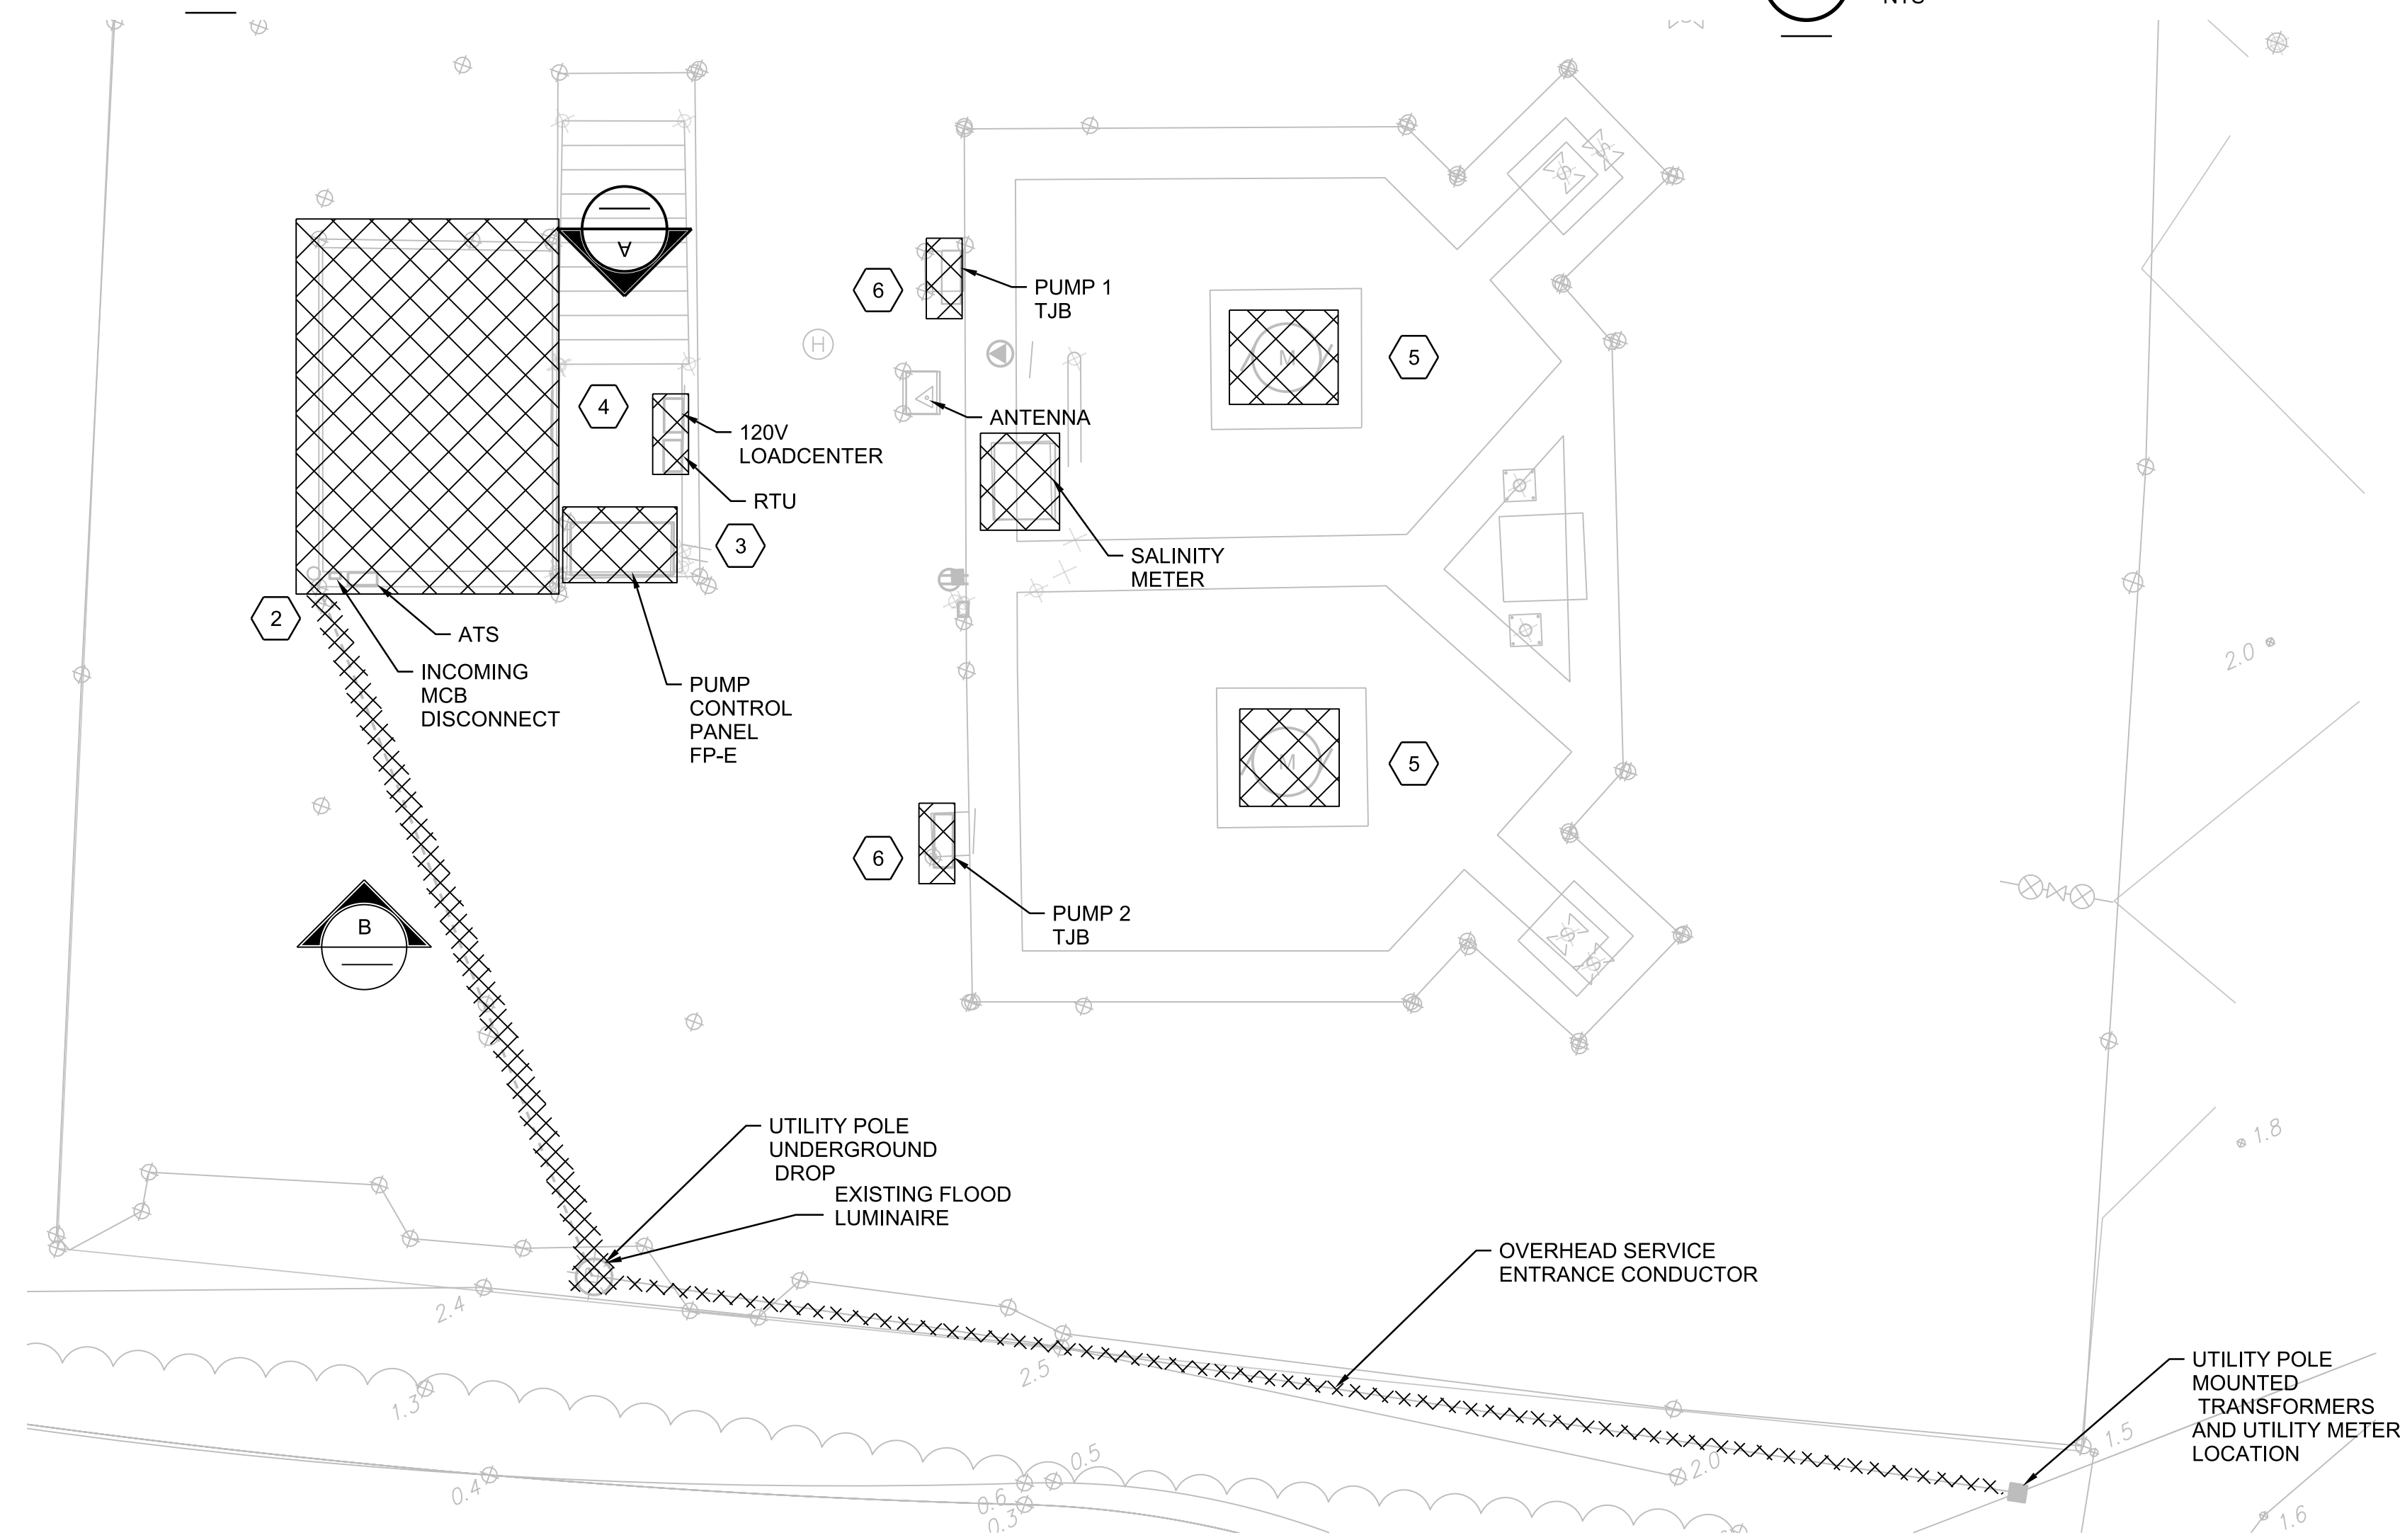 A
6
PUMP 1
TJB
H
M
5
4
ANTENNA
120V
LOADCENTER
RTU
3
SALINITY
METER
2
ATS
INCOMING
MCB
DISCONNECT
PUMP
CONTROL
PANEL
FP-E
2.0
M
5
6
PUMP 2
TJB
B
UTILITY POLE
UNDERGROUND
DROP
EXISTING FLOOD
LUMINAIRE
1.8
OVERHEAD SERVICE
ENTRANCE CONDUCTOR
2.4
2.5
UTILITY POLE
MOUNTED
TRANSFORMERS
AND UTILITY METER
LOCATION
1.3
1.5
0.5
2.0
0.4
0.6
0.3
1.6